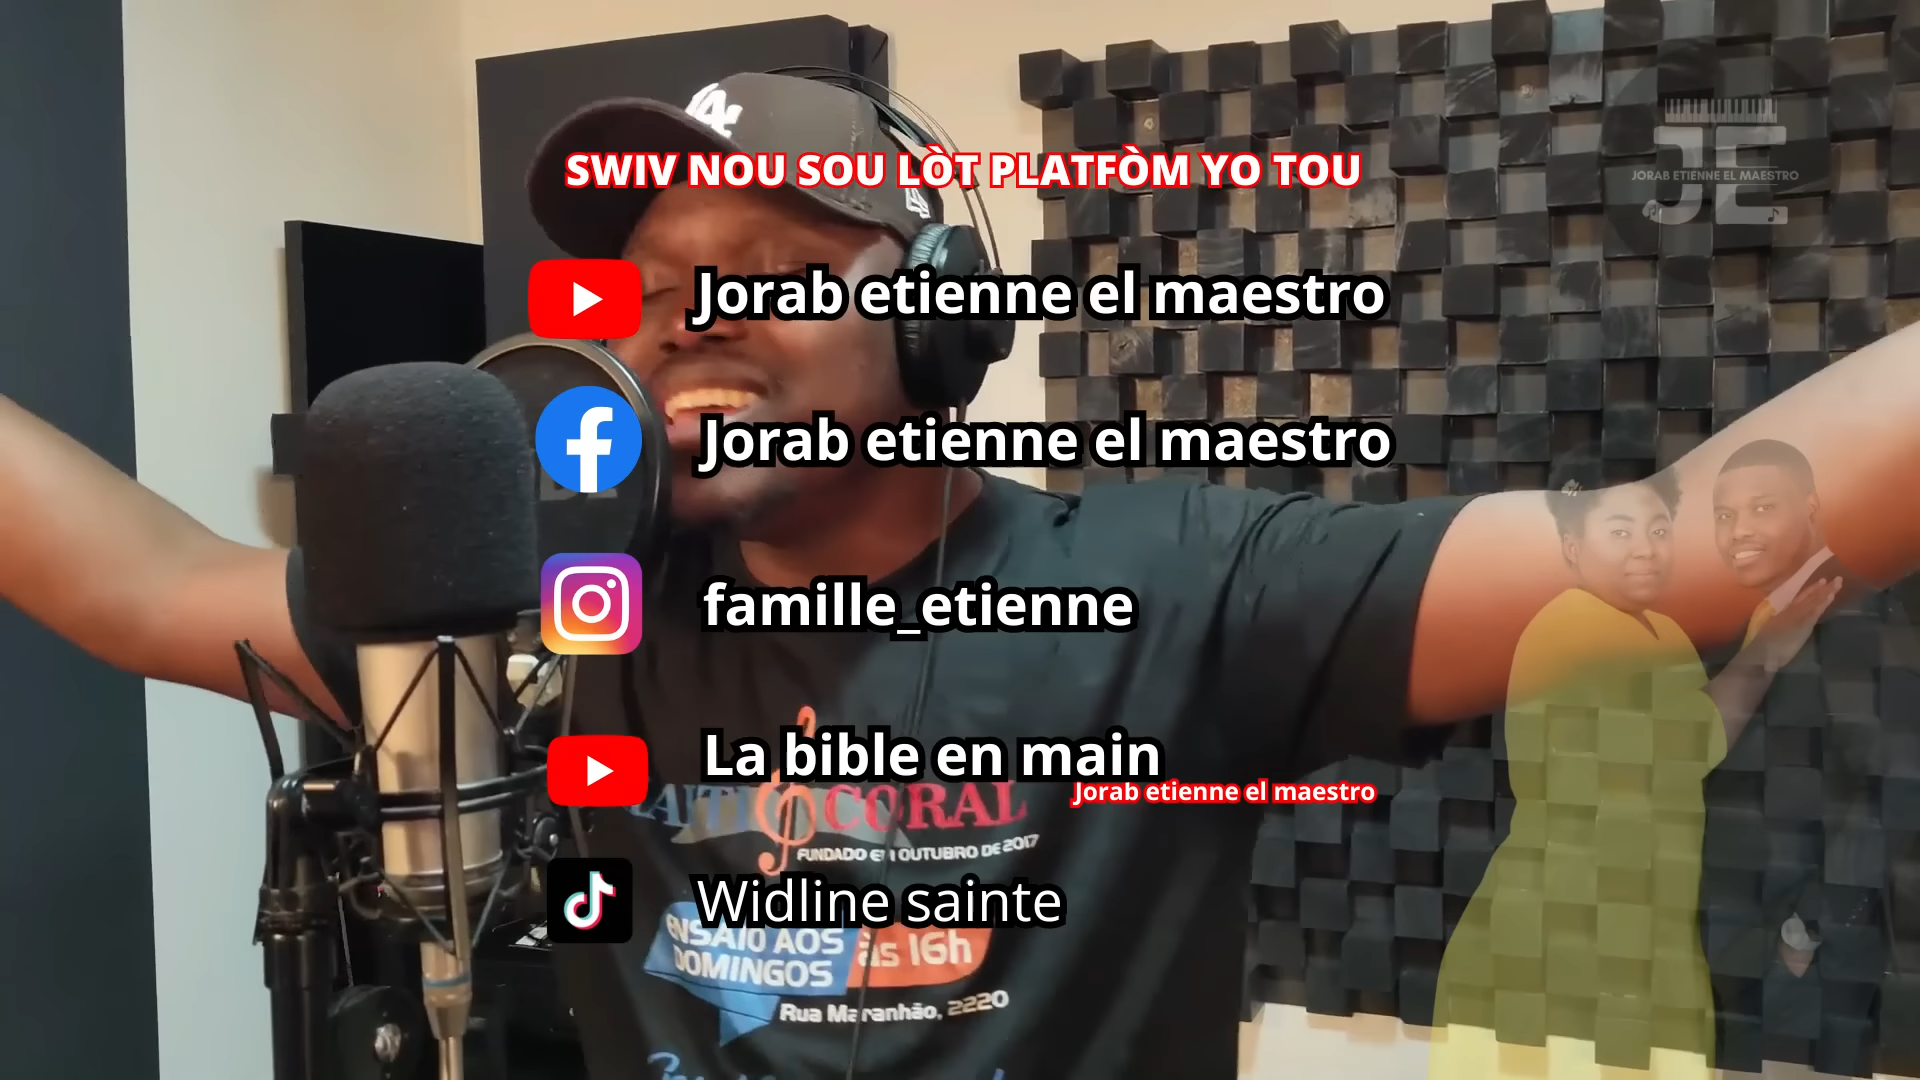 LA
SWIV NOU SOU LÒT PLATFÒM YO TOU
JE
JORAB ETIENNE EL MAESTRO
Jorab etienne el maestro
Jorab etienne el maestro
famille_etienne
La bible en main
Jorab etienne el maestro
CORAL
FUNDADO EM OUTUBRO DE 2017
Widline sainte
ENSAIO AOS DOMINGOS
às 16h
Rua Maranhão, 2220